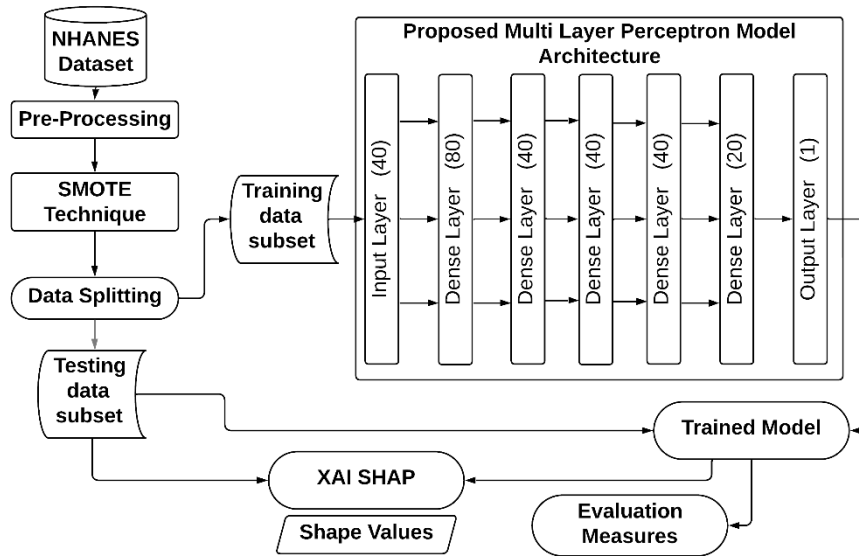 NHANES
Dataset
Pre-Processing
SMOTE
Technique
Data Splitting
Training
data
subset
Testing
data
subset
Proposed Multi Layer Perceptron Model
Architecture
Input Layer (40)
Dense Layer (80)
Dense Layer (40)
Dense Layer (40)
Dense Layer (40)
Dense Layer (20)
Output Layer (1)
Trained Model
XAI SHAP
Shape Values
Evaluation
Measures